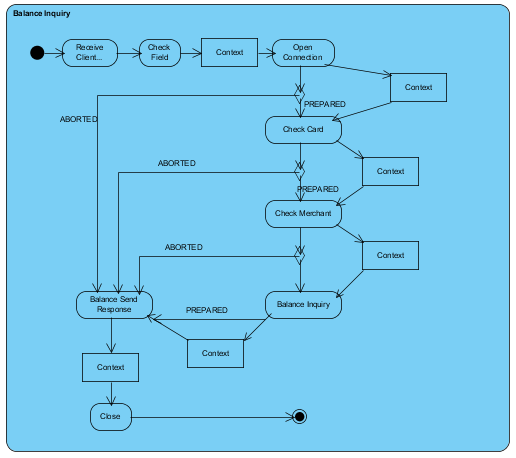 Balance Inquiry
Receive
Client...
Check
Field
Context
Open
Connection
Context
PREPARED
ABORTED
Check Card
ABORTED
Context
PREPARED
Check Merchant
ABORTED
Context
Balance Send
Response
PREPARED
Balance Inquiry
Context
Context
Close